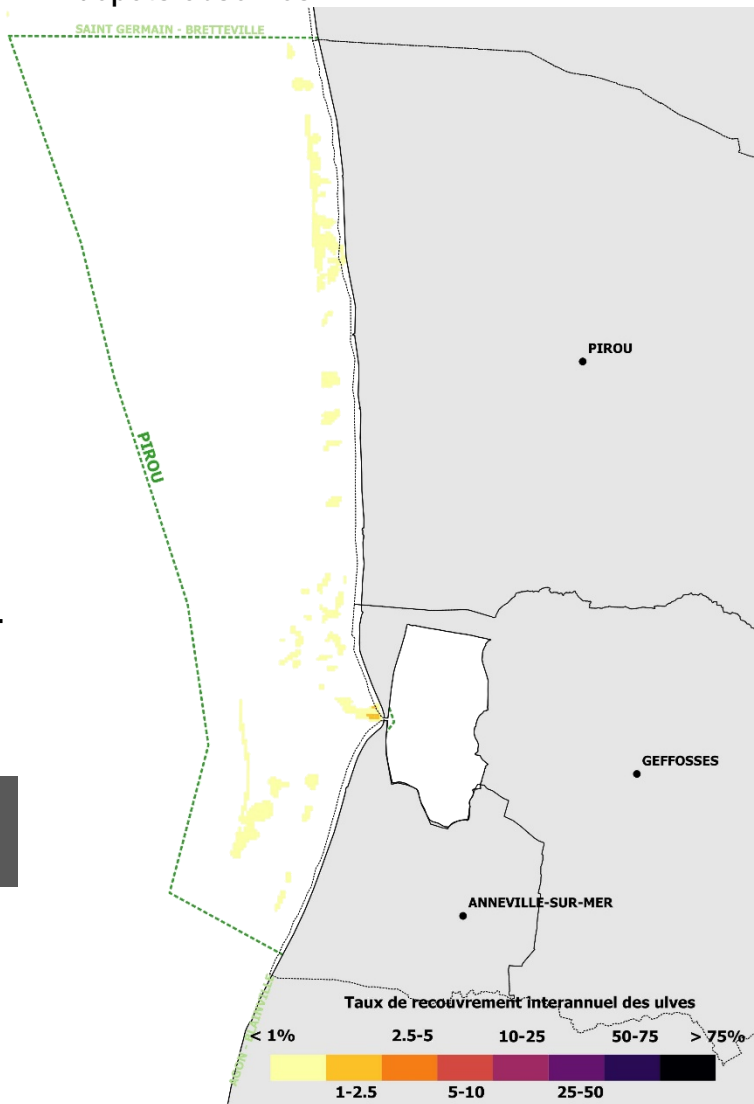 SAINT GERMAIN - BRETTEVILLE
PIROU
PIROU
GEFFOSSES
ANNEVILLE-SUR-MER
Taux de recouvrement interannuel des ulves
< 1% 2.5-5 10-25 50-75 > 75%
1-2.5 5-10 25-50